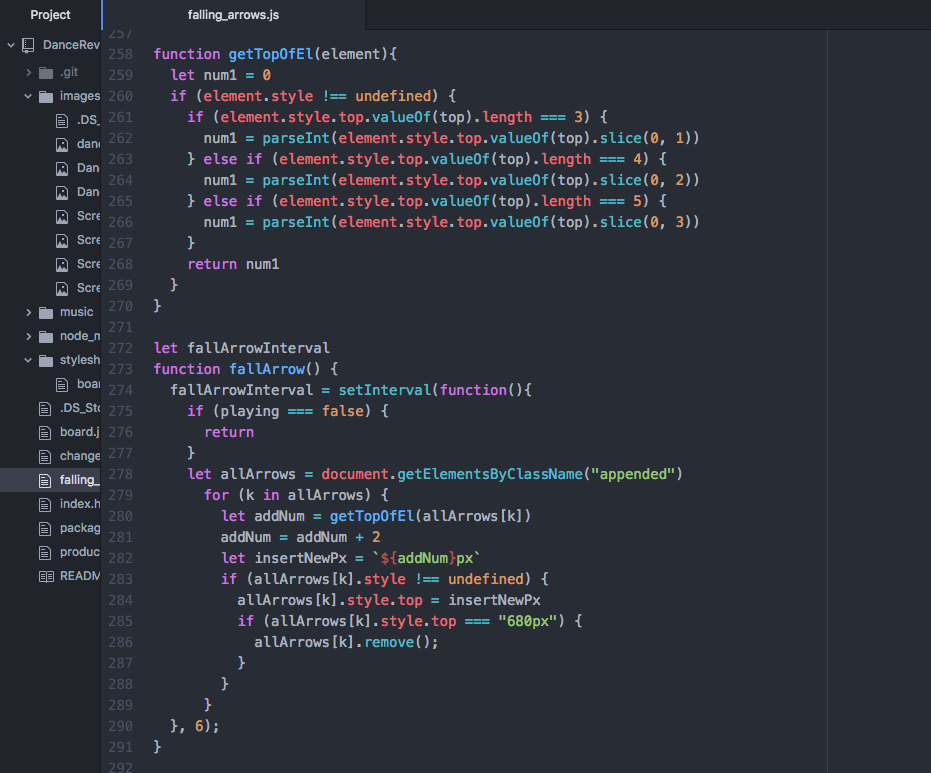 Project
falling_arrows.js
DanceRev
.git
images
.DS_
dand
Dan
Dan
Scre
Scre
Scre
Scre
music
node_m
stylesh
boar
.DS_Sto
board.j
change
falling_
index.h
packag
produc
READM
257
258 function getTopOfEl(element){
259 let num1 = 0
260 if (element.style !== undefined) {
261 if (element.style.top.valueOf(top).length === 3) {
262 num1 = parseInt(element.style.top.valueOf(top).slice(0, 1))
263 } else if (element.style.top.valueOf(top).length === 4) {
264 num1 = parseInt(element.style.top.valueOf(top).slice(0, 2))
265 } else if (element.style.top.valueOf(top).length === 5) {
266 num1 = parseInt(element.style.top.valueOf(top).slice(0, 3))
267 }
268 return num1
269 }
270 }
271
272 let fallArrowInterval
273 function fallArrow() {
274 fallArrowInterval = setInterval(function(){
275 if (playing === false) {
276 return
277 }
278 let allArrows = document.getElementsByClassName("appended")
279 for (k in allArrows) {
280 let addNum = getTopOfEl(allArrows[k])
281 addNum = addNum + 2
282 let insertNewPx = `${addNum}px`
283 if (allArrows[k].style !== undefined) {
284 allArrows[k].style.top = insertNewPx
285 if (allArrows[k].style.top === "680px") {
286 allArrows[k].remove();
287 }
288 }
289 }
290 }, 6);
291 }
292